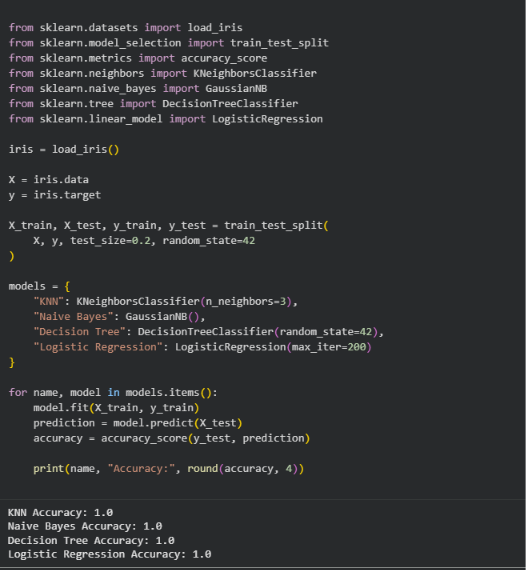 from sklearn.datasets import load_iris
from sklearn.model_selection import train_test_split
from sklearn.metrics import accuracy_score
from sklearn.neighbors import KNeighborsClassifier
from sklearn.naive_bayes import GaussianNB
from sklearn.tree import DecisionTreeClassifier
from sklearn.linear_model import LogisticRegression

iris = load_iris()

X = iris.data
y = iris.target

X_train, X_test, y_train, y_test = train_test_split(
    X, y, test_size=0.2, random_state=42
)

models = {
    "KNN": KNeighborsClassifier(n_neighbors=3),
    "Naive Bayes": GaussianNB(),
    "Decision Tree": DecisionTreeClassifier(random_state=42),
    "Logistic Regression": LogisticRegression(max_iter=200)
}

for name, model in models.items():
    model.fit(X_train, y_train)
    prediction = model.predict(X_test)
    accuracy = accuracy_score(y_test, prediction)

    print(name, "Accuracy:", round(accuracy, 4))

KNN Accuracy: 1.0
Naive Bayes Accuracy: 1.0
Decision Tree Accuracy: 1.0
Logistic Regression Accuracy: 1.0